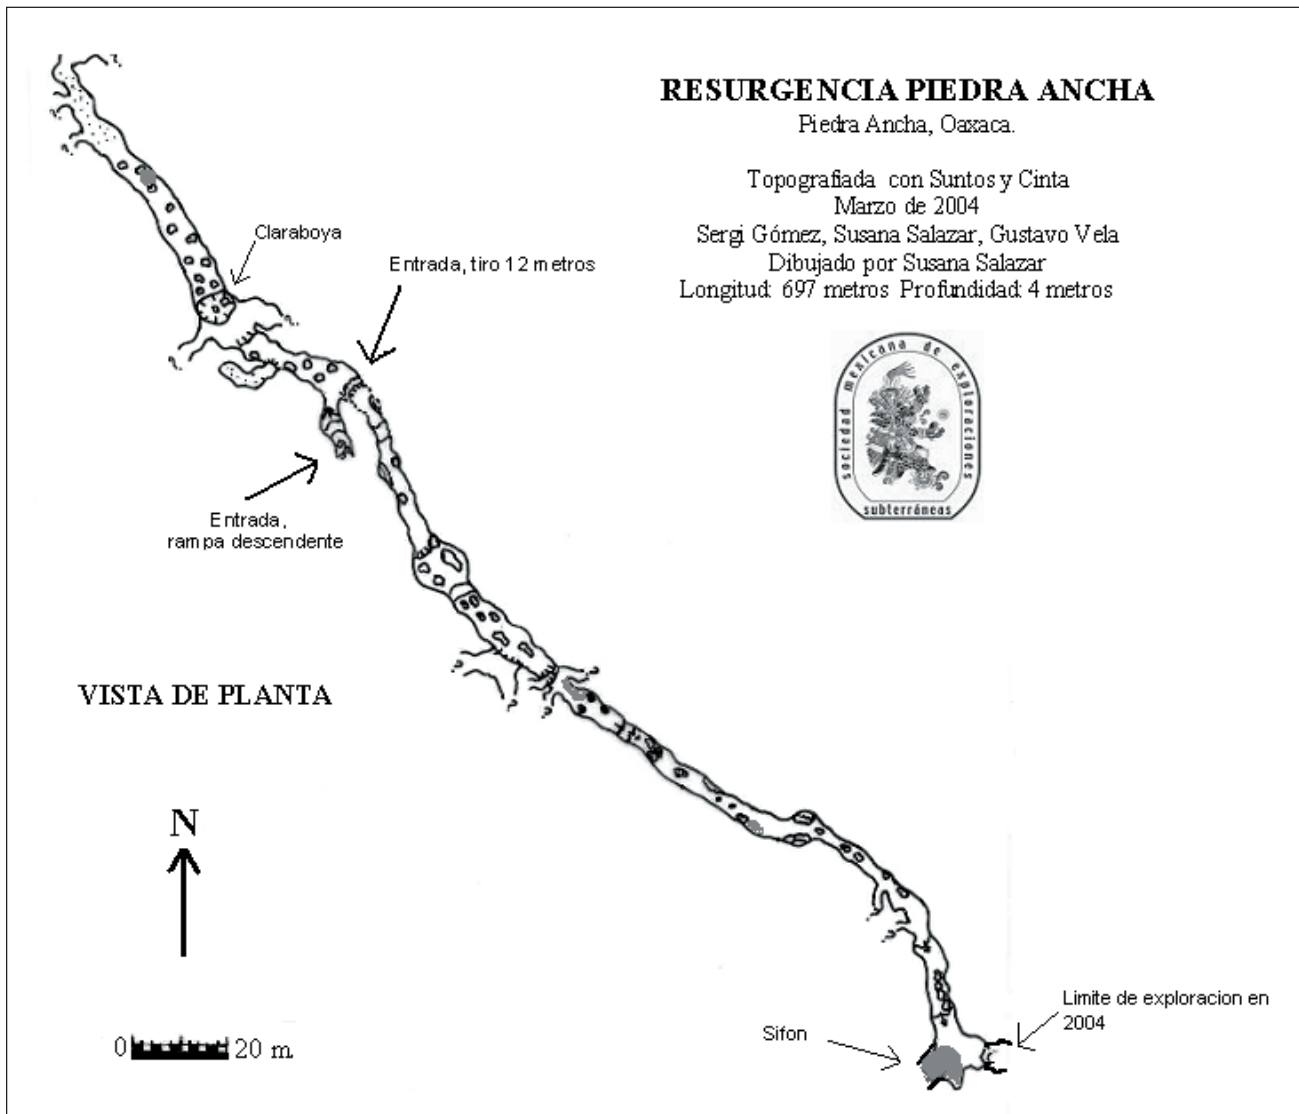 RESURGENCIA PIEDRA ANCHA
Piedra Ancha, Oaxaca.
Topografiada con Suntos y Cinta
Marzo de 2004
Sergi Gómez, Susana Salazar, Gustavo Vela
Dibujado por Susana Salazar
Longitud: 697 metros Profundidad: 4 metros
sociedad mexicana de exploraciones
subterráneas
?
?
Claraboya
Entrada, tiro 12 metros
?
?
Entrada,
rampa descendente
?
?
?
?
VISTA DE PLANTA
N
?
?
0 20 m.
Sifon
Limite de exploracion en
2004